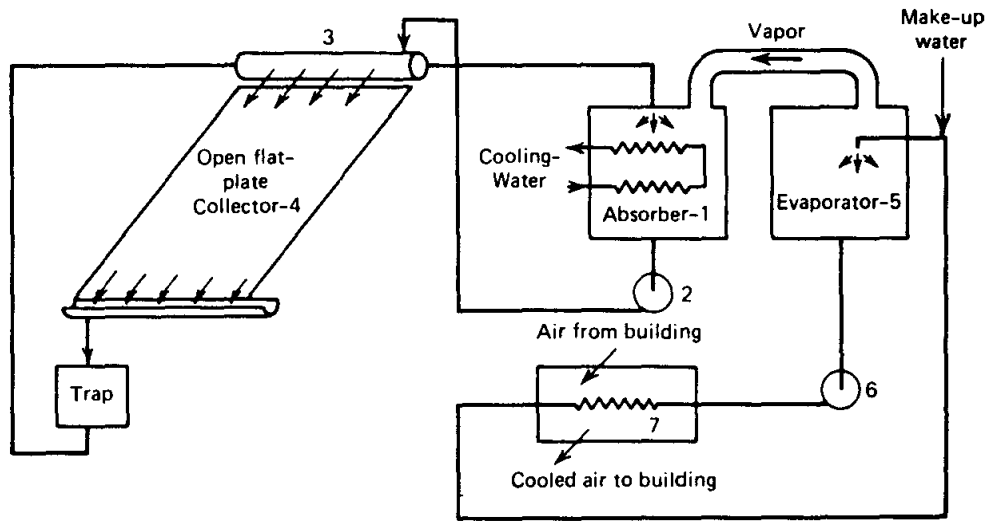 3
Vapor
Make-up
water
Open flat-
plate
Collector-4
Cooling-
Water
Absorber-1
Evaporator-5
2
Air from building
Trap
6
7
Cooled air to building